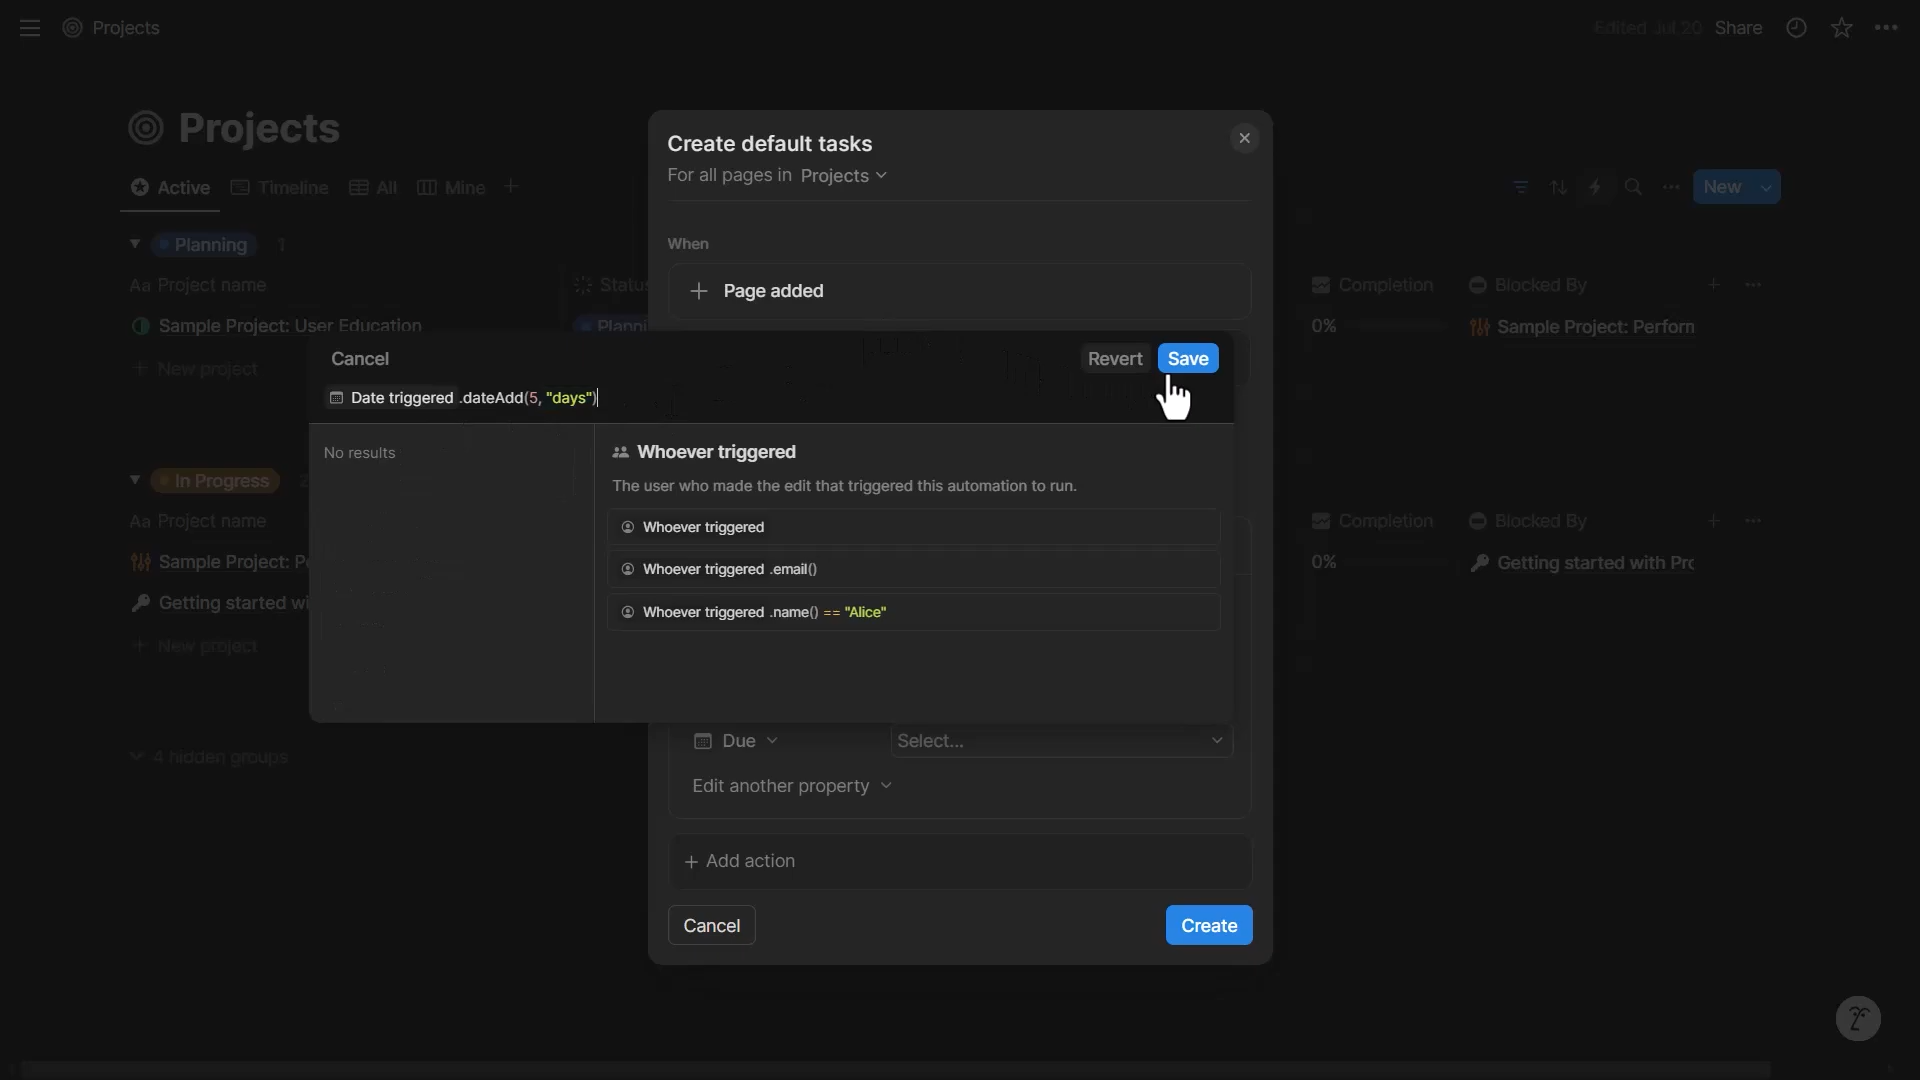 Projects
Edited Jul 20 Share
Projects
Active Timeline All Mine
New
Planning 1
Aa Project name
Status
Completion Blocked By
Sample Project: User Education
Planni
0%
Sample Project: Perform
New project
In Progress 2
Aa Project name
Completion Blocked By
Sample Project: P
0%
Getting started with Pro
Getting started wi
New project
4 hidden groups
Create default tasks
For all pages in Projects
When
Page added
Cancel
Revert
Save
Date triggered .dateAdd(5, "days")
No results
Whoever triggered
The user who made the edit that triggered this automation to run.
Whoever triggered
Whoever triggered .email()
Whoever triggered .name() == "Alice"
Due
Select...
Edit another property
+ Add action
Cancel
Create